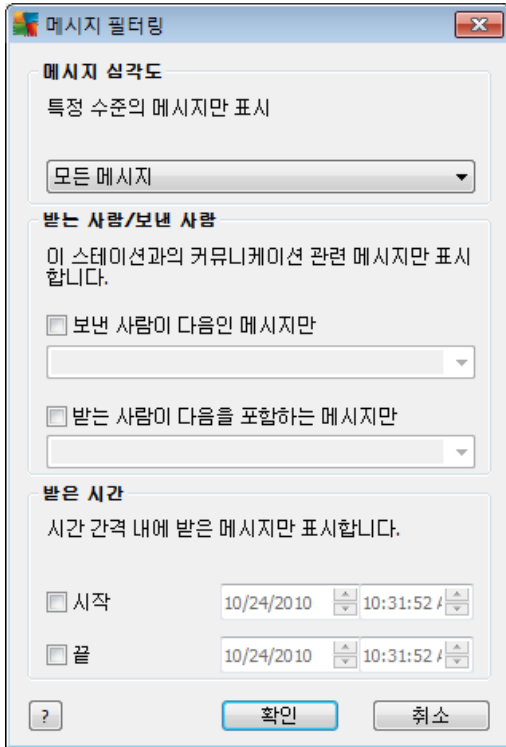 메시지 필터링
메시지 심각도
특정 수준의 메시지만 표시
모든 메시지
받는 사람/보낸 사람
이 스테이션과의 커뮤니케이션 관련 메시지만 표시
합니다.
보낸 사람이 다음인 메시지만
받는 사람이 다음을 포함하는 메시지만
받은 시간
시간 간격 내에 받은 메시지만 표시합니다.
시작 10/24/2010 10:31:52 /
끝 10/24/2010 10:31:52 /
? 확인 취소